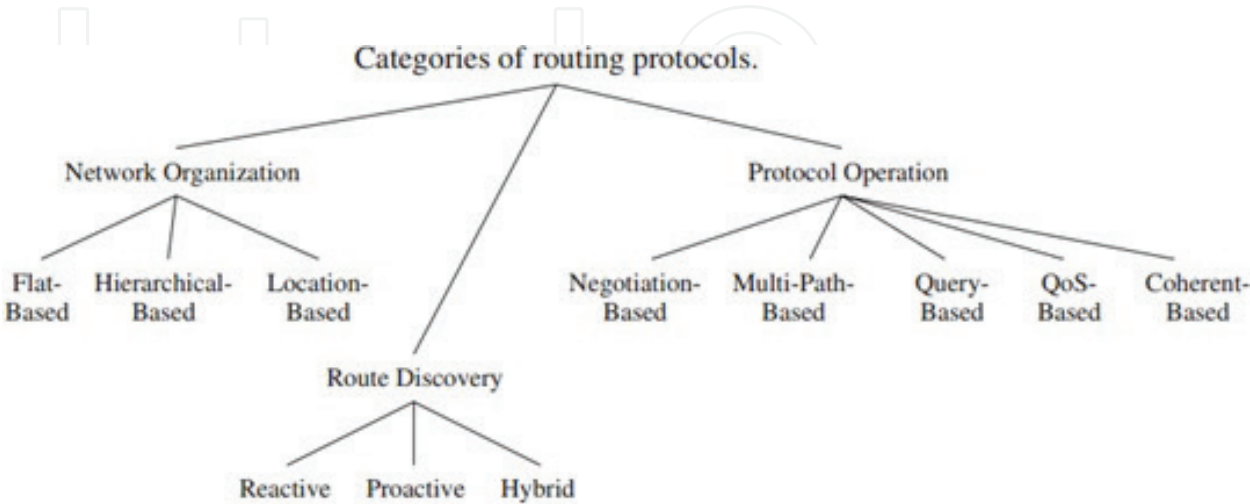 Categories of routing protocols.
Network Organization
Protocol Operation
Flat-
Based
Hierarchical-
Based
Location-
Based
Negotiation-
Based
Multi-Path-
Based
Query-
Based
QoS-
Based
Coherent-
Based
Route Discovery
Reactive
Proactive
Hybrid